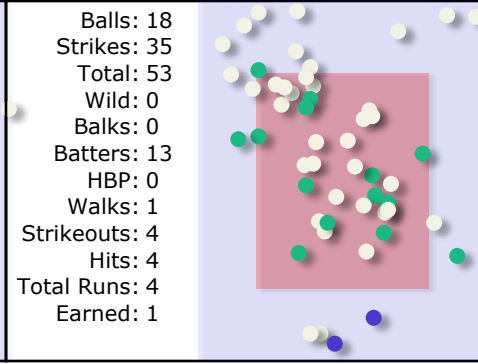 Balls: 18
Strikes: 35
Total: 53
Wild: 0
Balks: 0
Batters: 13
HBP: 0
Walks: 1
Strikeouts: 4
Hits: 4
Total Runs: 4
Earned: 1